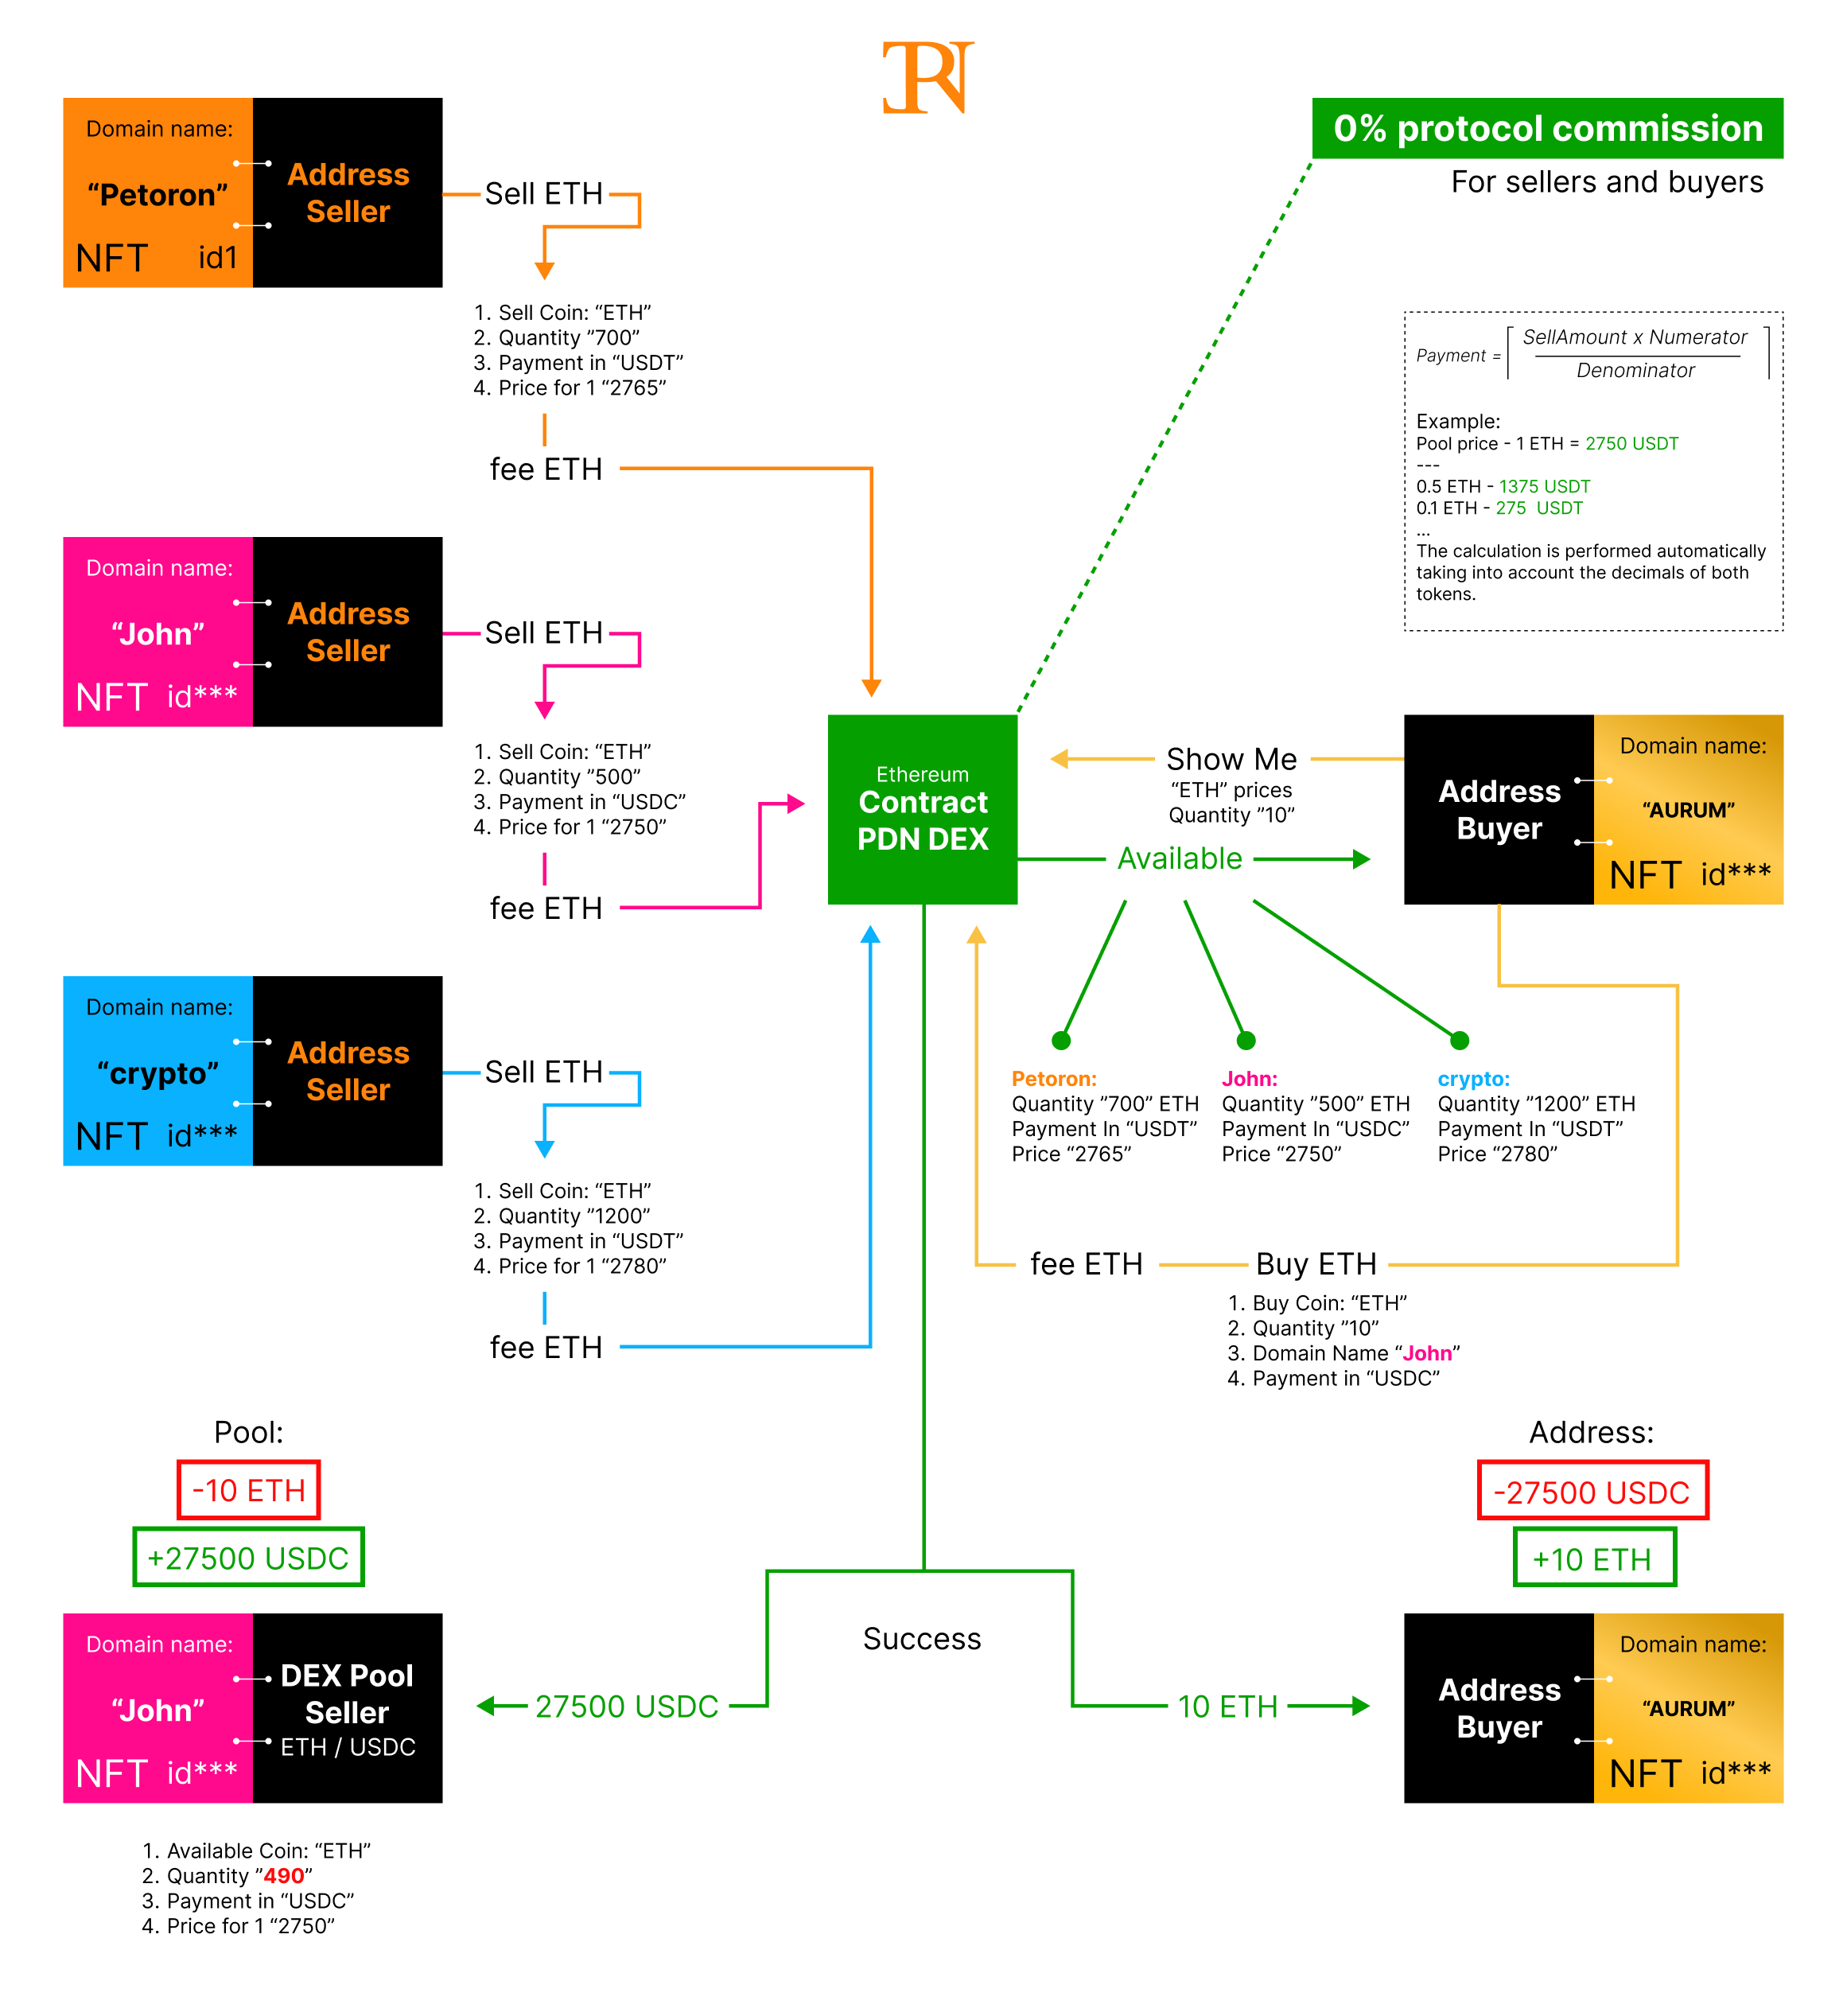 0% protocol commission
For sellers and buyers
Domain name:
“Petoron”
NFT id1
Address
Seller
Sell ETH
1. Sell Coin: “ETH”
2. Quantity ”700”
3. Payment in “USDT”
4. Price for 1 “2765”
fee ETH
Payment = ⌈ SellAmount x Numerator ⌉
Denominator
Example:
Pool price - 1 ETH = 2750 USDT
---
0.5 ETH - 1375 USDT
0.1 ETH - 275 USDT
...
The calculation is performed automatically
taking into account the decimals of both
tokens.
Domain name:
“John”
NFT id***
Address
Seller
Sell ETH
1. Sell Coin: “ETH”
2. Quantity ”500”
3. Payment in “USDC”
4. Price for 1 “2750”
fee ETH
Ethereum
Contract
PDN DEX
Show Me
“ETH” prices
Quantity ”10”
Available
Address
Buyer
Domain name:
“AURUM”
NFT id***
Domain name:
“crypto”
NFT id***
Address
Seller
Sell ETH
1. Sell Coin: “ETH”
2. Quantity ”1200”
3. Payment in “USDT”
4. Price for 1 “2780”
fee ETH
Petoron:
Quantity ”700” ETH
Payment In “USDT”
Price “2765”
John:
Quantity ”500” ETH
Payment In “USDC”
Price “2750”
crypto:
Quantity ”1200” ETH
Payment In “USDT”
Price “2780”
fee ETH
Buy ETH
1. Buy Coin: “ETH”
2. Quantity ”10”
3. Domain Name “John”
4. Payment in “USDC”
Pool:
-10 ETH
+27500 USDC
Address:
-27500 USDC
+10 ETH
Domain name:
“John”
NFT id***
DEX Pool
Seller
ETH / USDC
27500 USDC
Success
10 ETH
Address
Buyer
Domain name:
“AURUM”
NFT id***
1. Available Coin: “ETH”
2. Quantity ”490”
3. Payment in “USDC”
4. Price for 1 “2750”